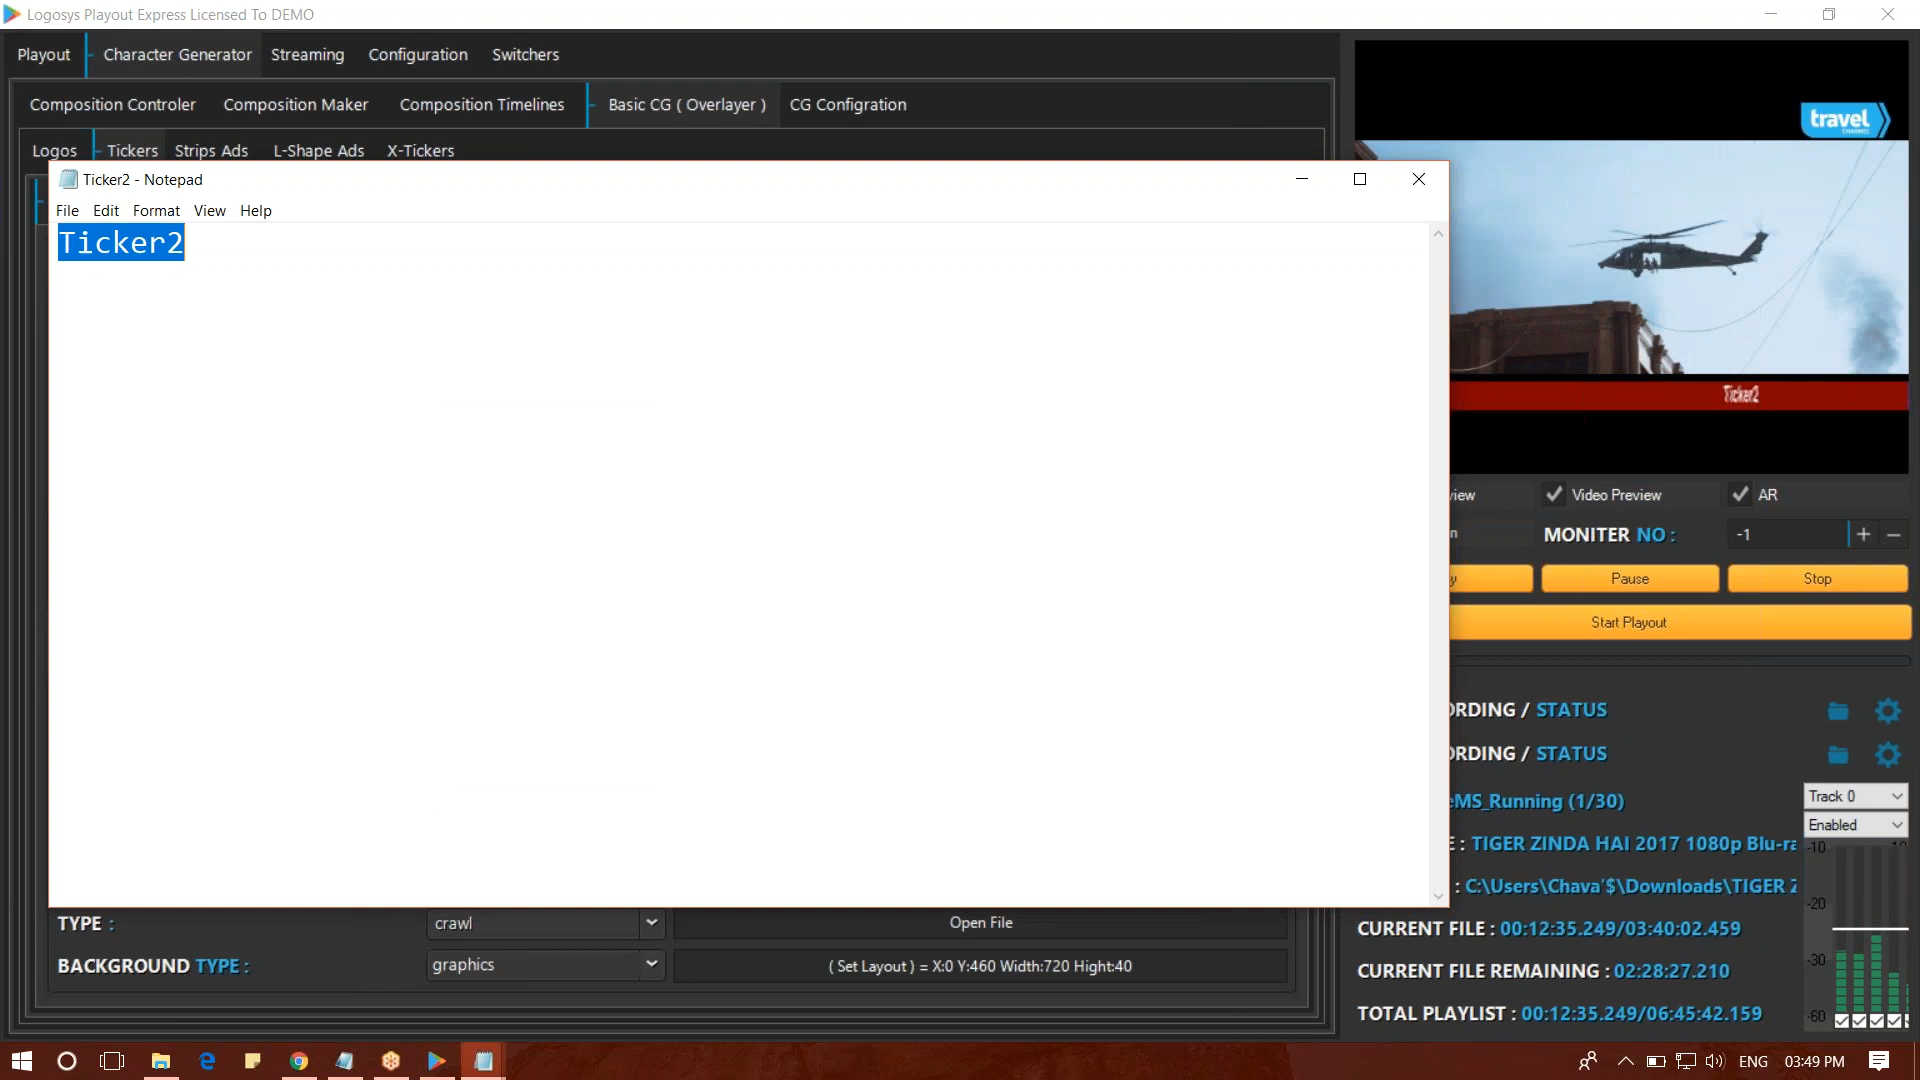 Logosys Playout Express Licensed To DEMO
Playout Character Generator Streaming Configuration Switchers
Composition Controler Composition Maker Composition Timelines Basic CG ( Overlayer ) CG Configration
Logos Tickers Strips Ads L-Shape Ads X-Tickers
travel
CHANNEL
Ticker2 - Notepad
File Edit Format View Help
Ticker2
Ticker2
view Video Preview AR
n MONITER NO : -1
y Pause Stop
Start Playout
ORDING / STATUS
ORDING / STATUS
eMS_Running (1/30)
Track 0
Enabled
E : TIGER ZINDA HAI 2017 1080p Blu-ra
: C:\Users\Chava'$\Downloads\TIGER Z
-10
-20
-30
-60
TYPE : crawl Open File
CURRENT FILE : 00:12:35.249/03:40:02.459
BACKGROUND TYPE : graphics ( Set Layout ) = X:0 Y:460 Width:720 Hight:40
CURRENT FILE REMAINING : 02:28:27.210
TOTAL PLAYLIST : 00:12:35.249/06:45:42.159
ENG 03:49 PM